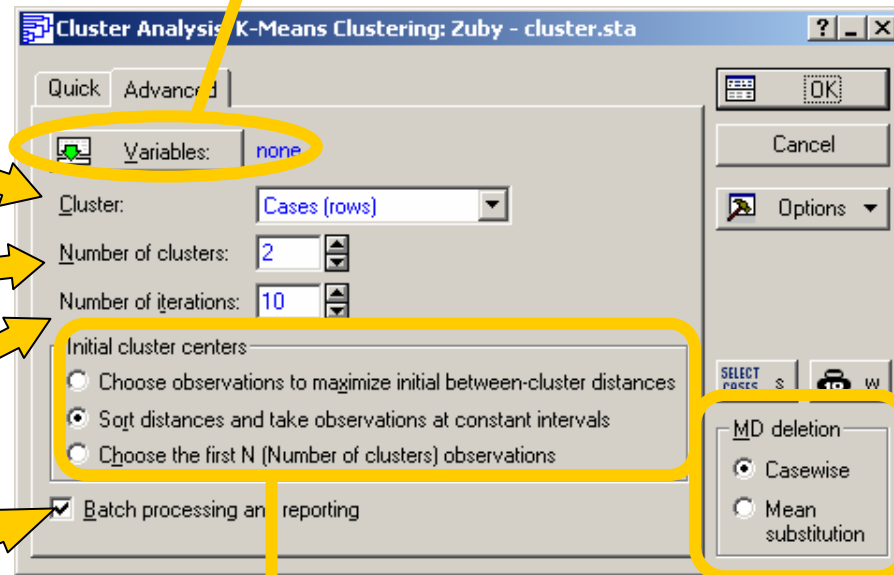 Cluster Analysis: K-Means Clustering: Zuby - cluster.sta
Quick Advanced
OK
Variables: none
Cancel
Cluster: Cases (rows)
Options
Number of clusters: 2
Number of iterations: 10
Initial cluster centers
Choose observations to maximize initial between-cluster distances
Sort distances and take observations at constant intervals
Choose the first N (Number of clusters) observations
SELECT CASES S W
MD deletion
Casewise
Mean substitution
Batch processing and reporting